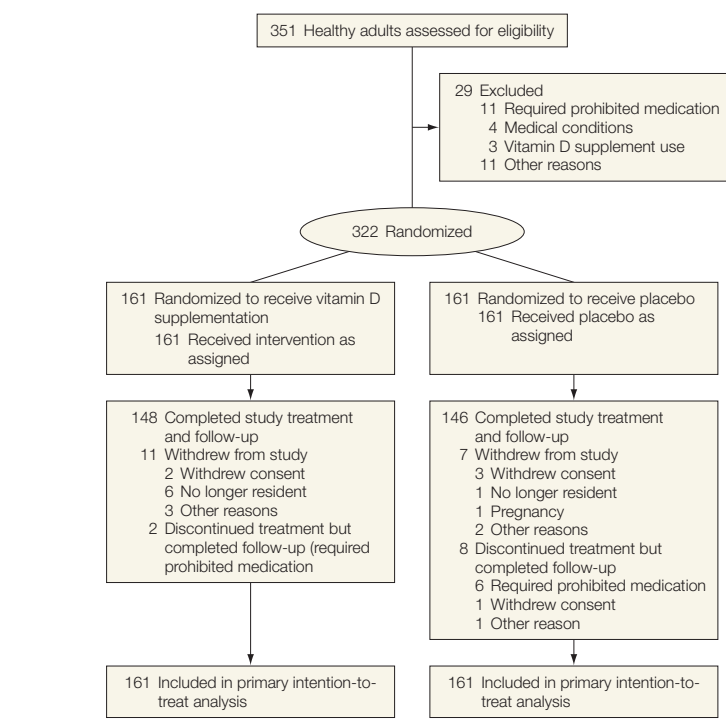 351 Healthy adults assessed for eligibility
29 Excluded
11 Required prohibited medication
4 Medical conditions
3 Vitamin D supplement use
11 Other reasons
322 Randomized
161 Randomized to receive vitamin D
supplementation
161 Received intervention as
assigned
161 Randomized to receive placebo
161 Received placebo as
assigned
148 Completed study treatment
and follow-up
11 Withdrew from study
2 Withdrew consent
6 No longer resident
3 Other reasons
2 Discontinued treatment but
completed follow-up (required
prohibited medication
146 Completed study treatment
and follow-up
7 Withdrew from study
3 Withdrew consent
1 No longer resident
1 Pregnancy
2 Other reasons
8 Discontinued treatment but
completed follow-up
6 Required prohibited medication
1 Withdrew consent
1 Other reason
161 Included in primary intention-to-
treat analysis
161 Included in primary intention-to-
treat analysis